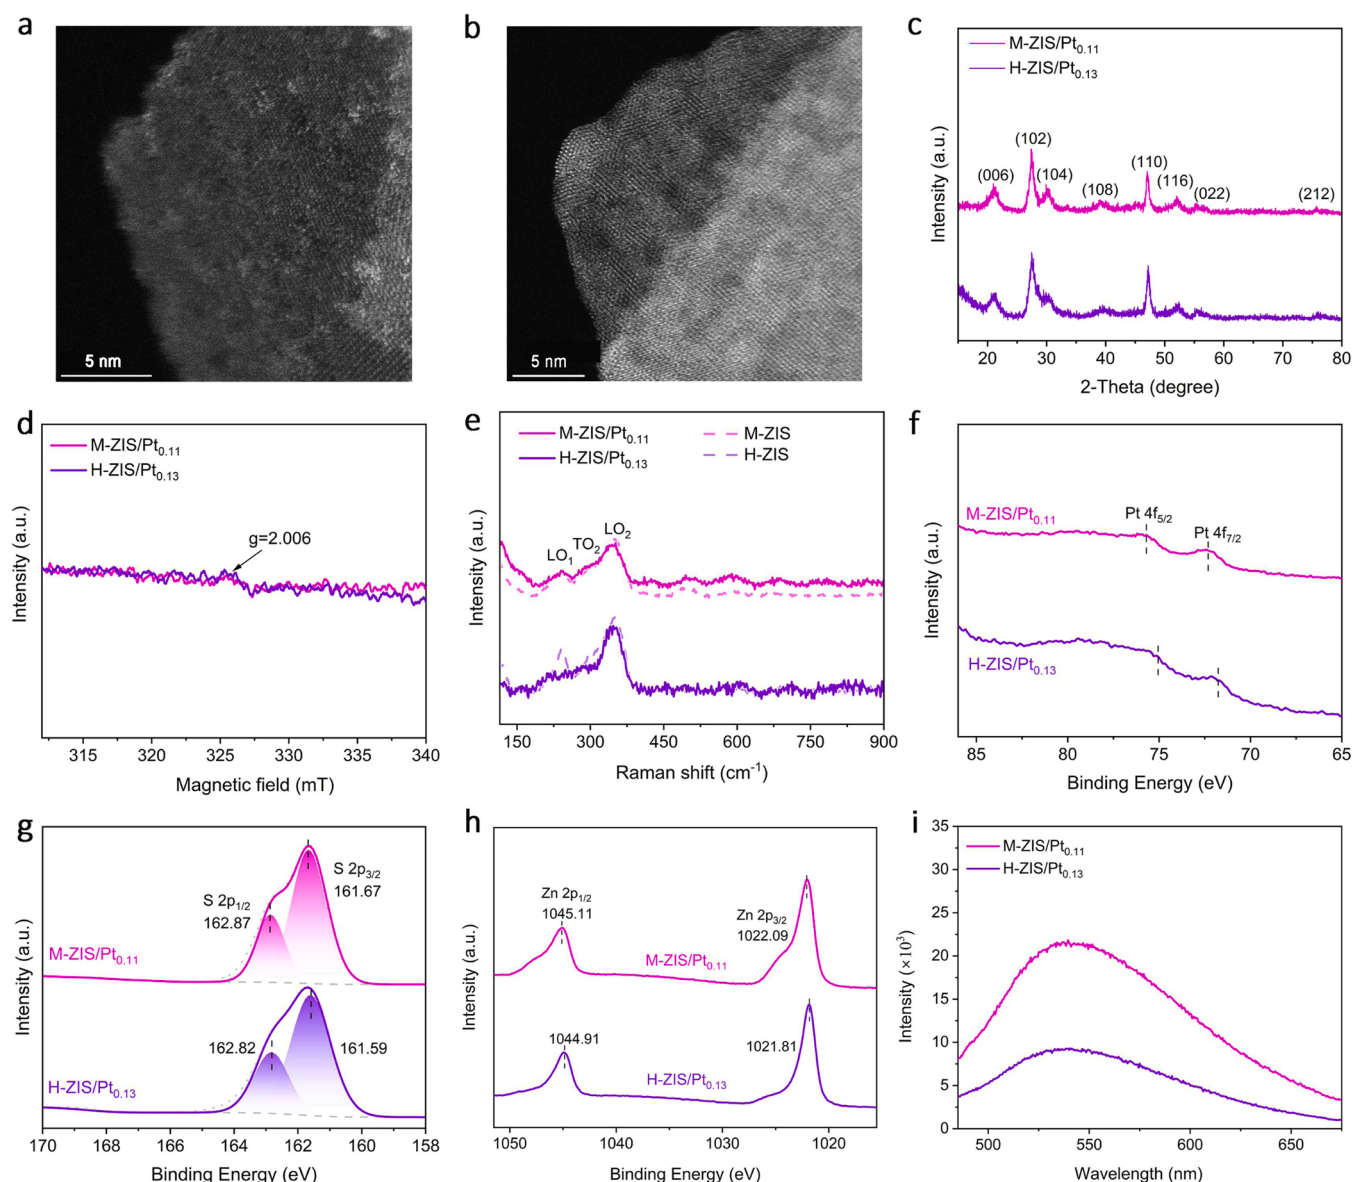 a
5 nm
b
5 nm
c
M-ZIS/Pt0.11
H-ZIS/Pt0.13
(006)
(102)
(104)
(108)
(110)
(116)
(022)
(212)
Intensity (a.u.)
20 30 40 50 60 70 80
2-Theta (degree)
d
M-ZIS/Pt0.11
H-ZIS/Pt0.13
g=2.006
Intensity (a.u.)
315 320 325 330 335 340
Magnetic field (mT)
e
M-ZIS/Pt0.11 M-ZIS
H-ZIS/Pt0.13 H-ZIS
LO1
TO2
LO2
Intensity (a.u.)
150 300 450 600 750 900
Raman shift (cm-1)
f
M-ZIS/Pt0.11
Pt 4f5/2
Pt 4f7/2
H-ZIS/Pt0.13
Intensity (a.u.)
85 80 75 70 65
Binding Energy (eV)
g
S 2p3/2
161.67
S 2p1/2
162.87
M-ZIS/Pt0.11
162.82
161.59
H-ZIS/Pt0.13
Intensity (a.u.)
170 168 166 164 162 160 158
Binding Energy (eV)
h
Zn 2p1/2
1045.11
Zn 2p3/2
1022.09
M-ZIS/Pt0.11
1044.91
1021.81
H-ZIS/Pt0.13
Intensity (a.u.)
1050 1040 1030 1020
Binding Energy (eV)
i
M-ZIS/Pt0.11
H-ZIS/Pt0.13
Intensity (×10³)
35
30
25
20
15
10
5
0
500 550 600 650
Wavelength (nm)